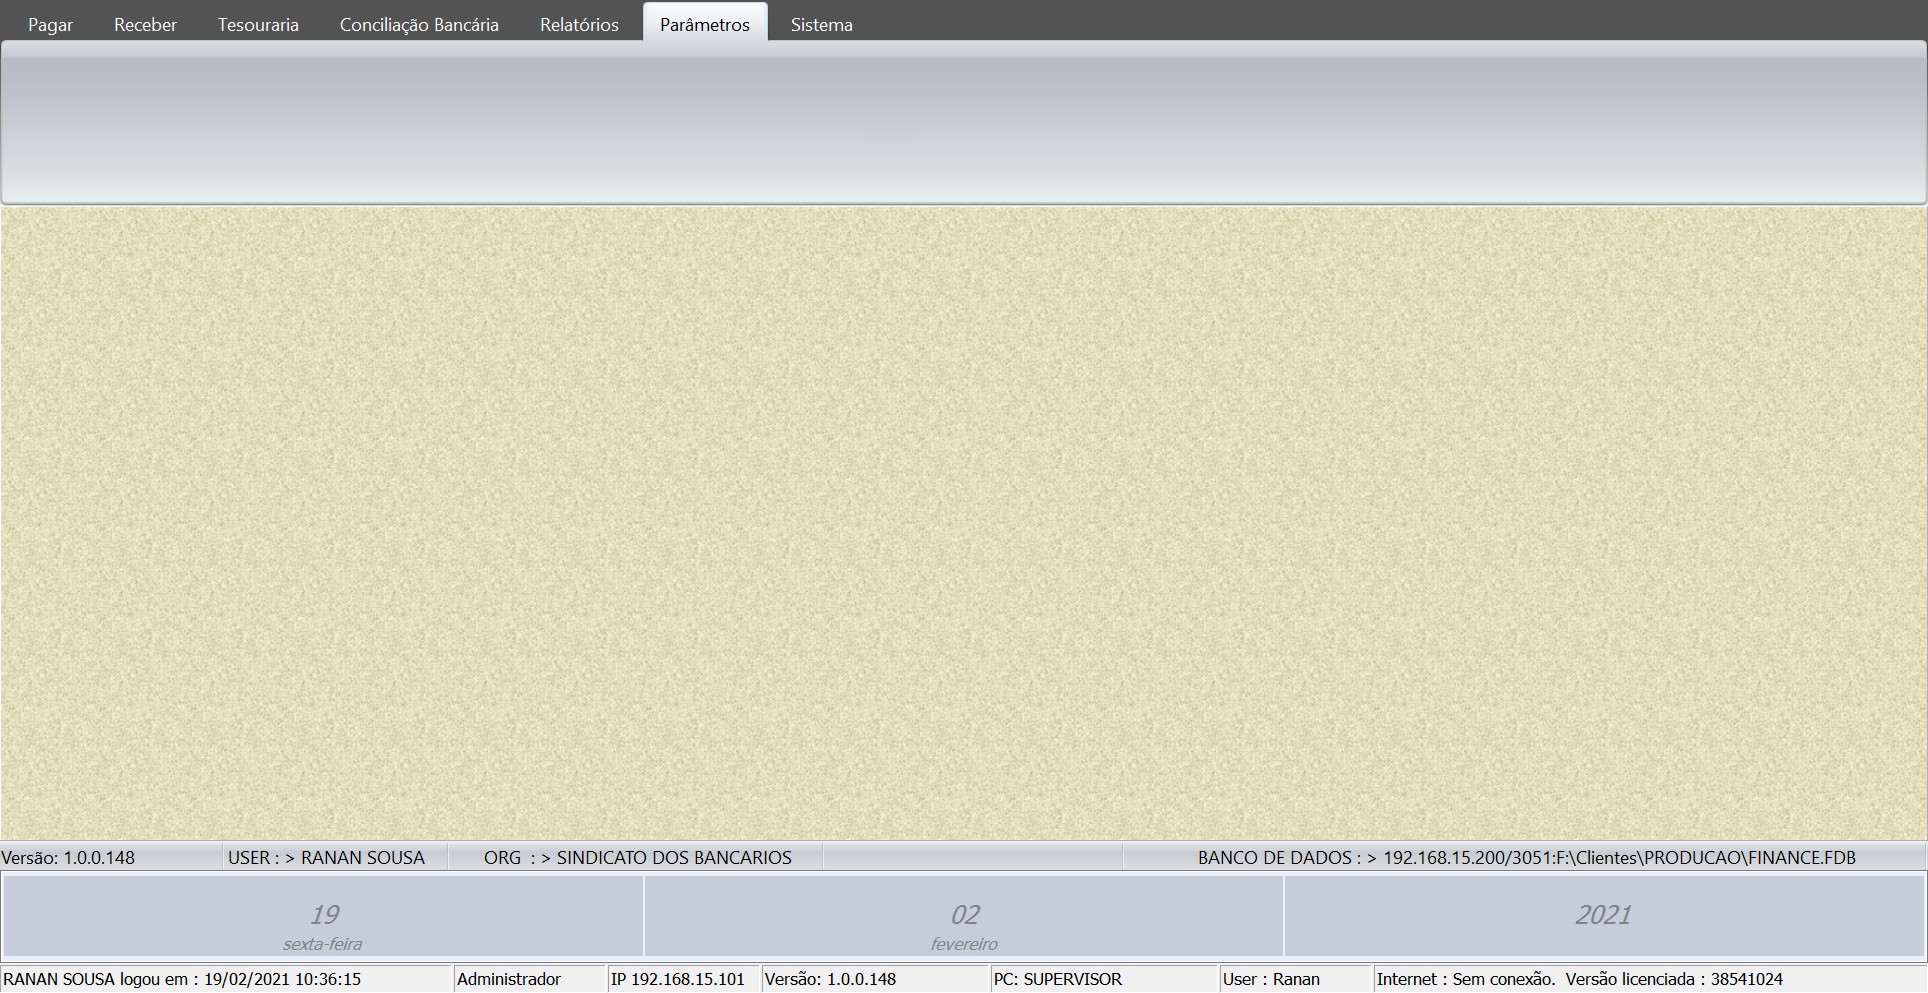 Pagar Receber Tesouraria Conciliação Bancária Relatórios Parâmetros Sistema
Versão: 1.0.0.148 USER : > RANAN SOUSA ORG : > SINDICATO DOS BANCARIOS BANCO DE DADOS : > 192.168.15.200/3051:F:\Clientes\PRODUCAO\FINANCE.FDB
19 02 2021
sexta-feira fevereiro
RANAN SOUSA logou em : 19/02/2021 10:36:15 Administrador IP 192.168.15.101 Versão: 1.0.0.148 PC: SUPERVISOR User : Ranan Internet : Sem conexão. Versão licenciada : 38541024